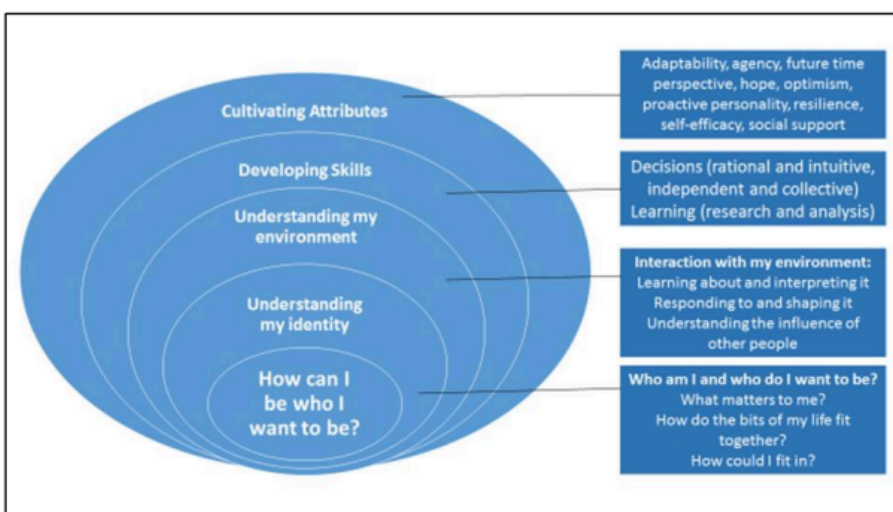 Cultivating Attributes
Developing Skills
Understanding my
environment
Understanding
my identity
How can I
be who I
want to be?
Adaptability, agency, future time
perspective, hope, optimism,
proactive personality, resilience,
self-efficacy, social support
Decisions (rational and intuitive,
independent and collective)
Learning (research and analysis)
Interaction with my environment:
Learning about and interpreting it
Responding to and shaping it
Understanding the influence of
other people
Who am I and who do I want to be?
What matters to me?
How do the bits of my life fit
together?
How could I fit in?